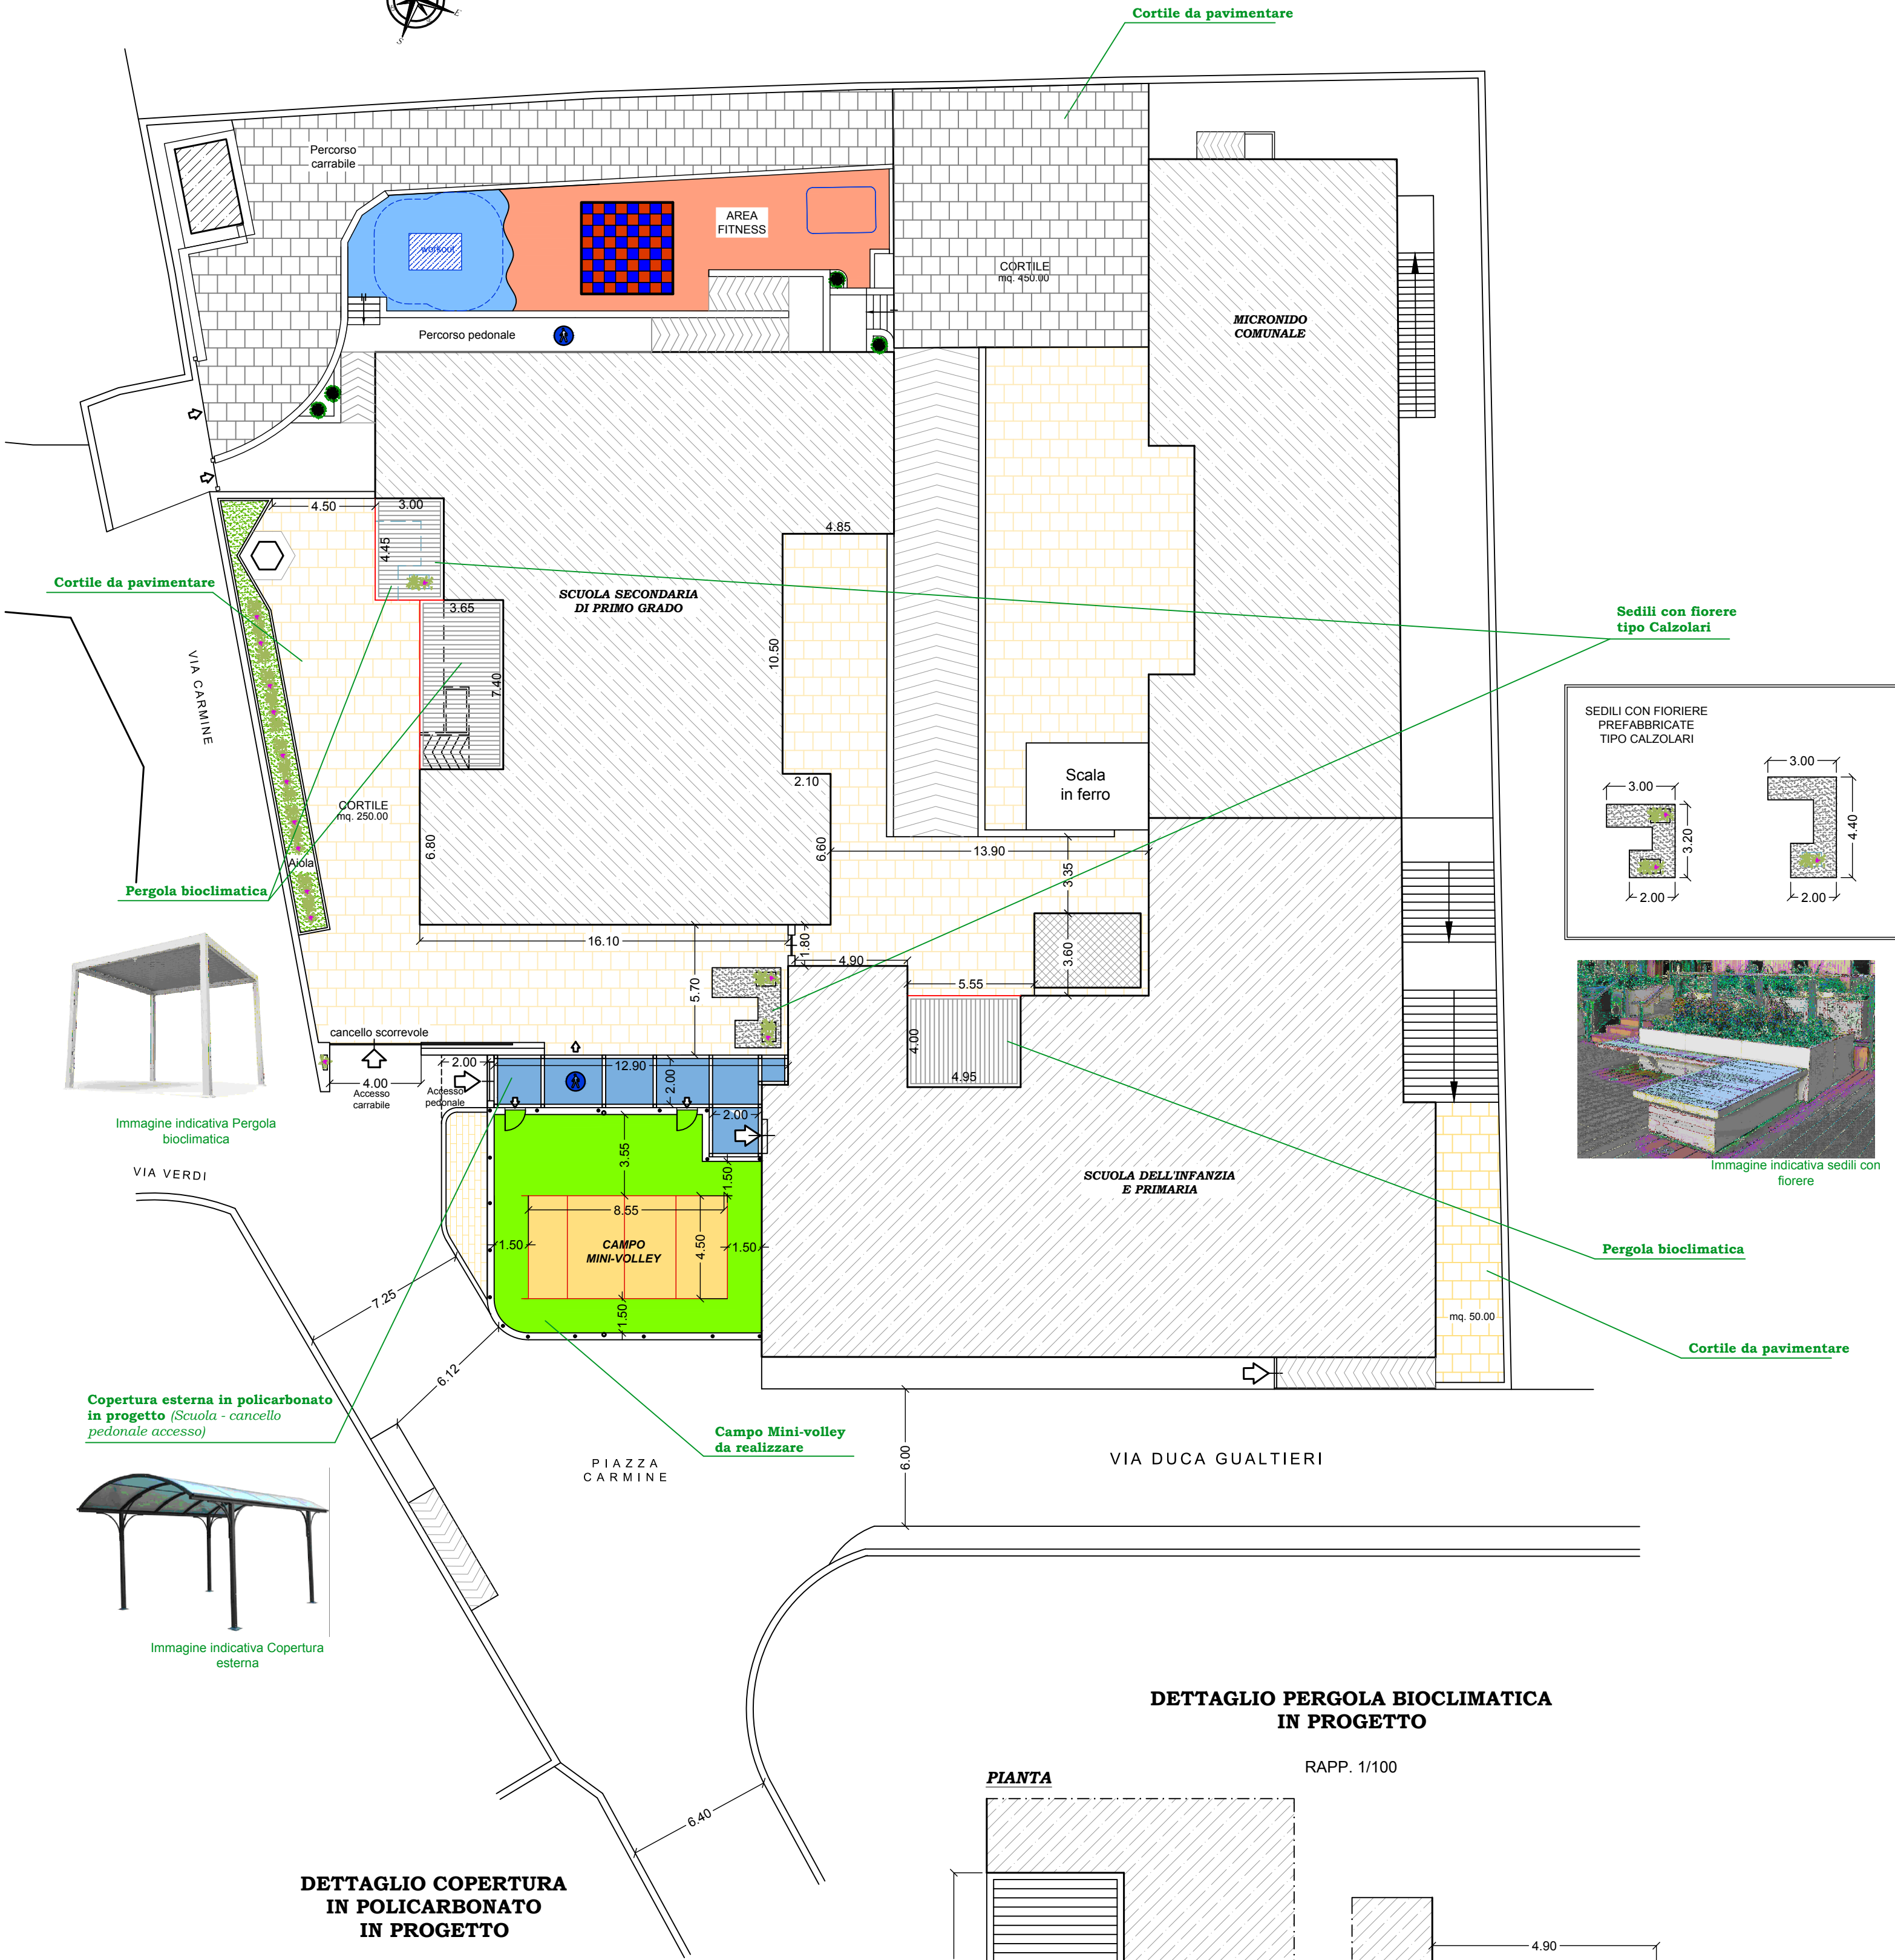 S
E
Cortile da pavimentare
Percorso
carrabile
workout
AREA
FITNESS
CORTILE
mq. 450.00
MICRONIDO
COMUNALE
Percorso pedonale
4.50
3.00
4.45
4.85
Cortile da pavimentare
3.65
SCUOLA SECONDARIA
DI PRIMO GRADO
10.50
7.40
Sedili con fiorere
tipo Calzolari
VIA CARMINE
SEDILI CON FIORIERE
PREFABBRICATE
TIPO CALZOLARI
3.00
3.20
2.00
3.00
4.40
2.00
Scala
in ferro
2.10
CORTILE
mq. 250.00
6.80
6.60
13.90
3.35
Aiola
Pergola bioclimatica
16.10
1.80
4.90
3.60
5.70
5.55
cancello scorrevole
4.00
4.95
2.00
12.90
2.00
4.00
Accesso
carrabile
Accesso
pedonale
2.00
Immagine indicativa Pergola
bioclimatica
3.55
1.50
VIA VERDI
SCUOLA DELL'INFANZIA
E PRIMARIA
Immagine indicativa sedili con
fiorere
8.55
1.50
CAMPO
MINI-VOLLEY
4.50
1.50
Pergola bioclimatica
7.25
1.50
mq. 50.00
Cortile da pavimentare
6.12
Copertura esterna in policarbonato
in progetto (Scuola - cancello
pedonale accesso)
Campo Mini-volley
da realizzare
PIAZZA
CARMINE
6.00
VIA DUCA GUALTIERI
Immagine indicativa Copertura
esterna
DETTAGLIO PERGOLA BIOCLIMATICA
IN PROGETTO
RAPP. 1/100
PIANTA
6.40
DETTAGLIO COPERTURA
IN POLICARBONATO
IN PROGETTO
4.90